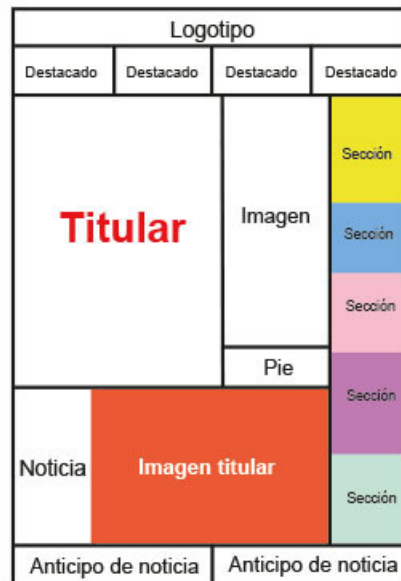 Logotipo
Destacado
Destacado
Destacado
Destacado
Titular
Imagen
Pie
Sección
Sección
Sección
Sección
Sección
Noticia
Imagen titular
Anticipo de noticia
Anticipo de noticia